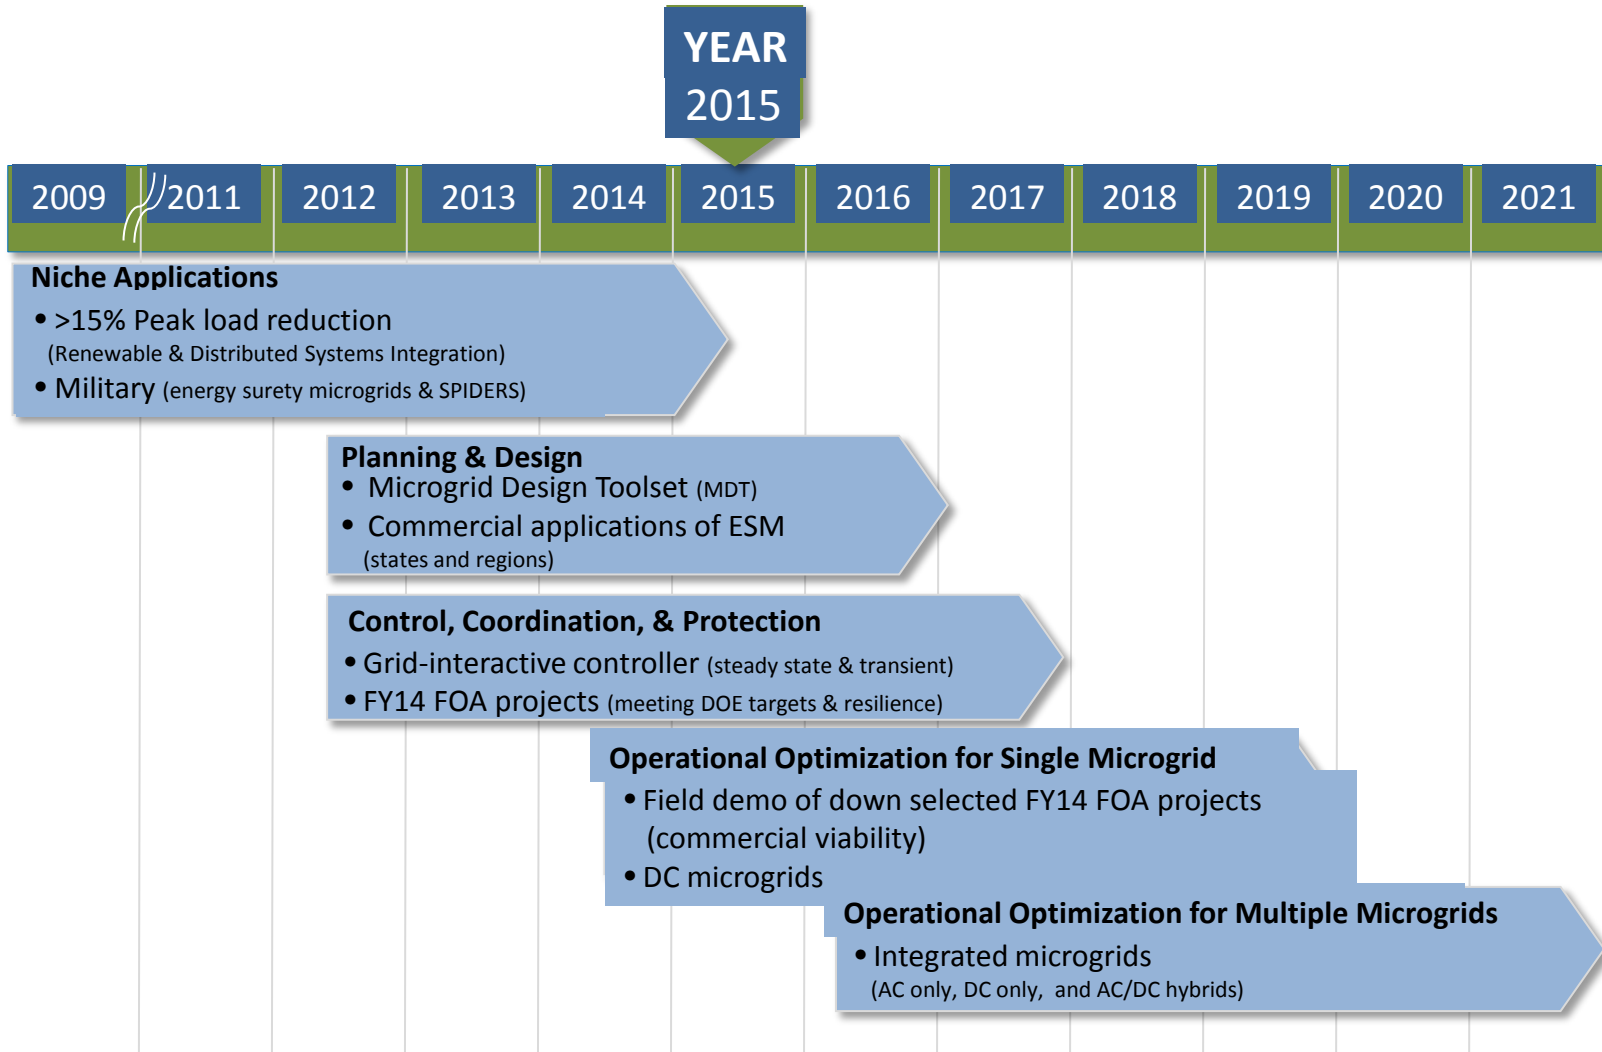 YEAR
2015
2009 2011 2012 2013 2014 2015 2016 2017 2018 2019 2020 2021
Niche Applications
• >15% Peak load reduction
(Renewable & Distributed Systems Integration)
• Military (energy surety microgrids & SPIDERS)
Planning & Design
• Microgrid Design Toolset (MDT)
• Commercial applications of ESM
(states and regions)
Control, Coordination, & Protection
• Grid-interactive controller (steady state & transient)
• FY14 FOA projects (meeting DOE targets & resilience)
Operational Optimization for Single Microgrid
• Field demo of down selected FY14 FOA projects
(commercial viability)
• DC microgrids
Operational Optimization for Multiple Microgrids
• Integrated microgrids
(AC only, DC only, and AC/DC hybrids)